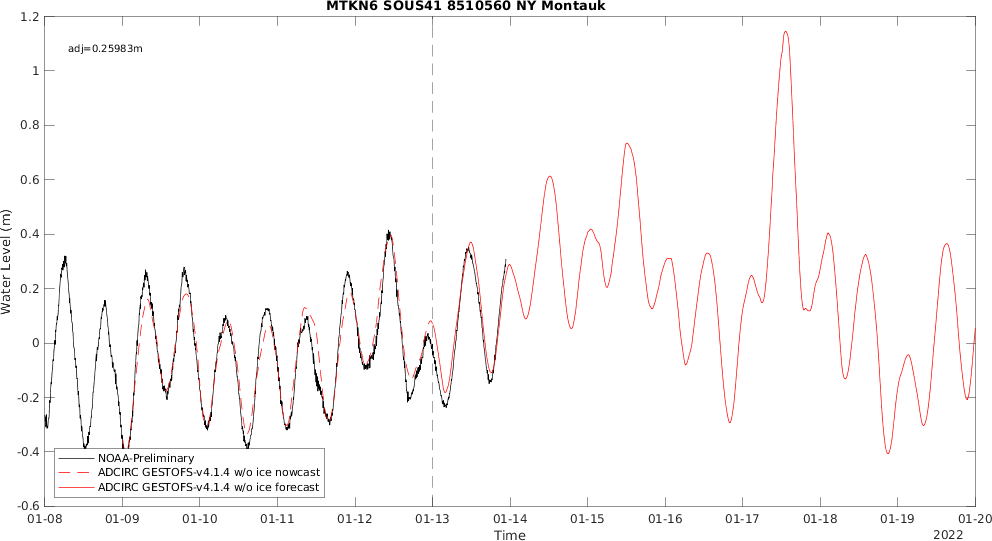 MTKN6 SOUS41 8510560 NY Montauk
adj=0.25983m
Water Level (m)
1.2
1
0.8
0.6
0.4
0.2
0
-0.2
-0.4
-0.6
NOAA-Preliminary
ADCIRC GESTOFS-v4.1.4 w/o ice nowcast
ADCIRC GESTOFS-v4.1.4 w/o ice forecast
01-08 01-09 01-10 01-11 01-12 01-13 01-14 01-15 01-16 01-17 01-18 01-19 01-20
Time
2022